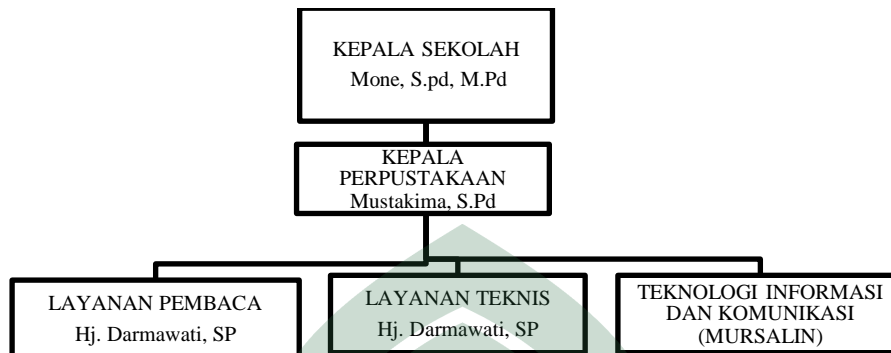 KEPALA SEKOLAH
Mone, S.pd, M.Pd
KEPALA
PERPUSTAKAAN
Mustakima, S.Pd
LAYANAN PEMBACA
Hj. Darmawati, SP
LAYANAN TEKNIS
Hj. Darmawati, SP
TEKNOLOGI INFORMASI
DAN KOMUNIKASI
(MURSALIN)